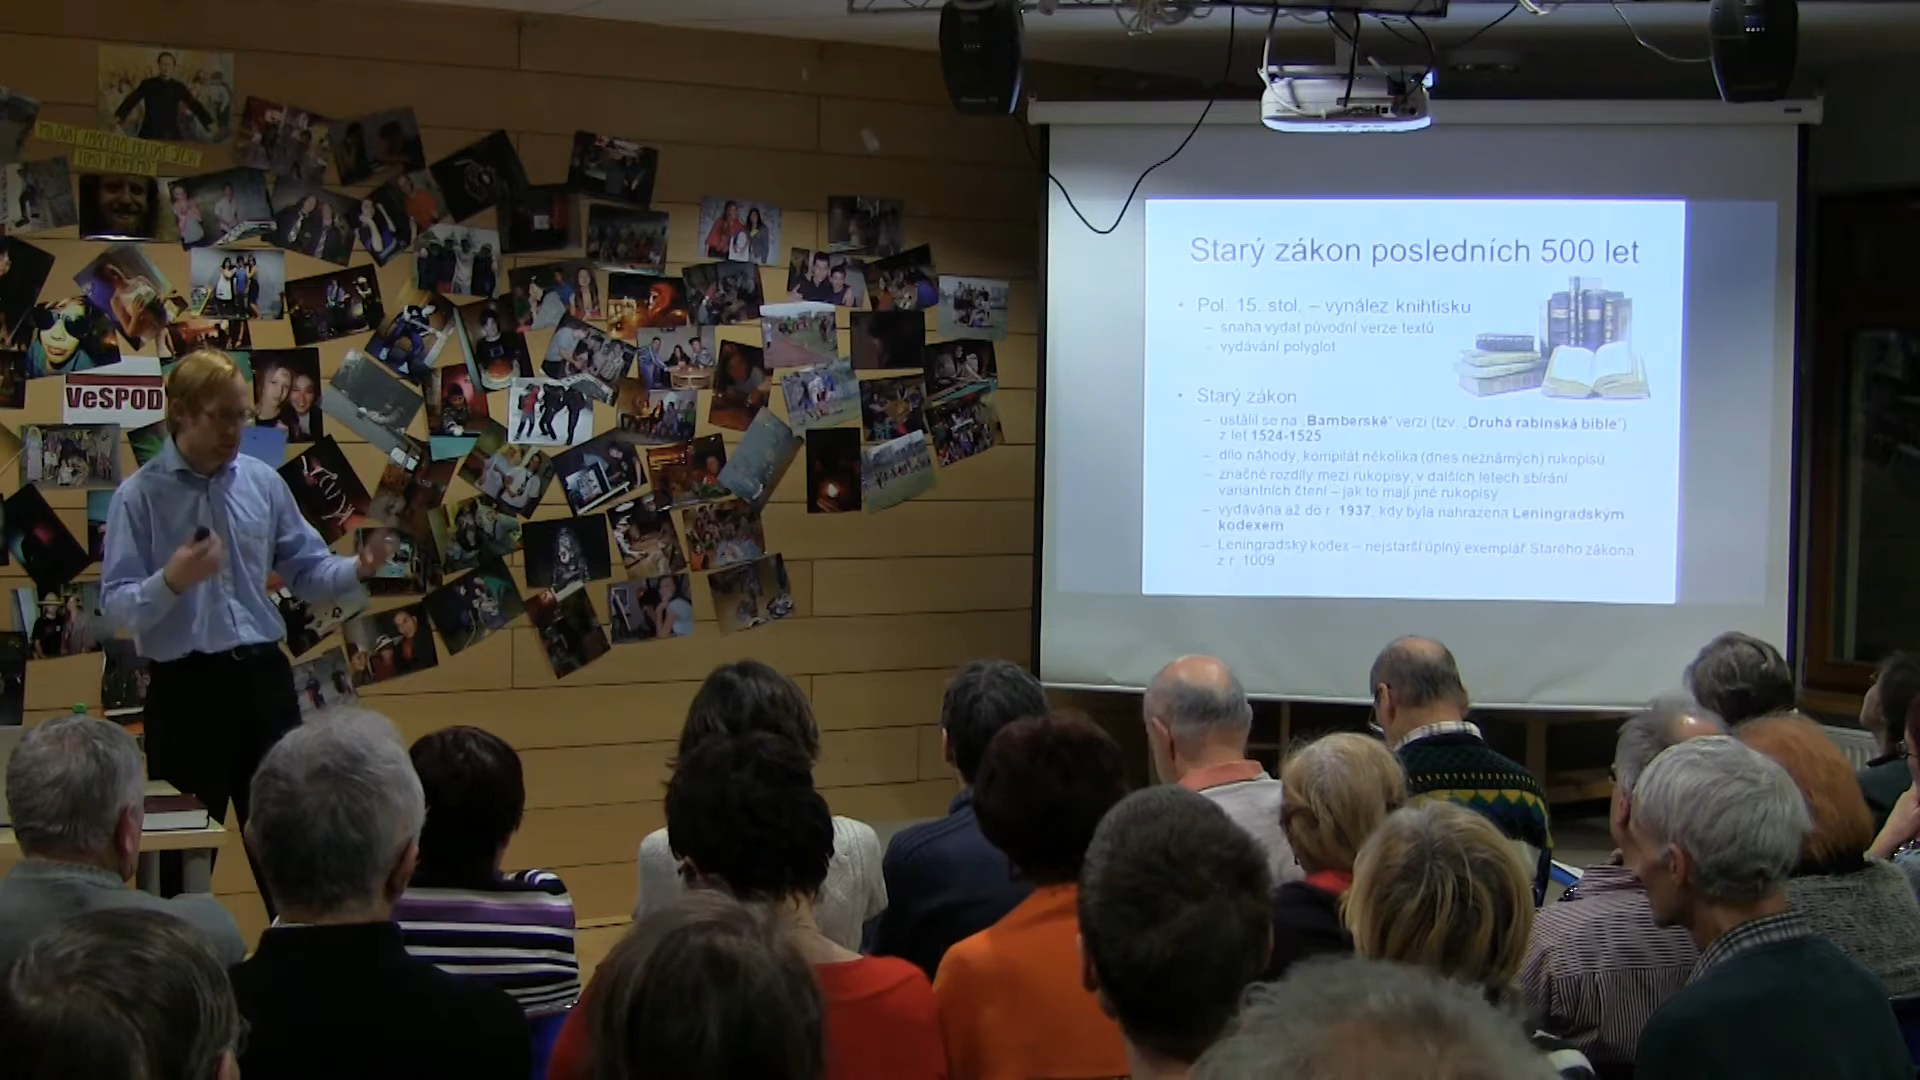 MILOVAT ZNAMENÁ
VeSPOD
Starý zákon posledních 500 let
Pol. 15. stol. – vynález knihtisku
– snaha vydat původní verze textů
– vydávání polyglot
Starý zákon
– ustálil se na „Bamberské“ verzi (tzv. „Druhá rabínská bible“)
z let 1524-1525
– dílo náhody, kompilát několika (dnes neznámých) rukopisů
– značné rozdíly mezi rukopisy, v dalších letech sbírání
variantních čtení – jak to mají jiné rukopisy
– vydávána až do r. 1937, kdy byla nahrazena Leningradským
kodexem
– Leningradský kodex – nejstarší úplný exemplář Starého zákona
z r. 1009